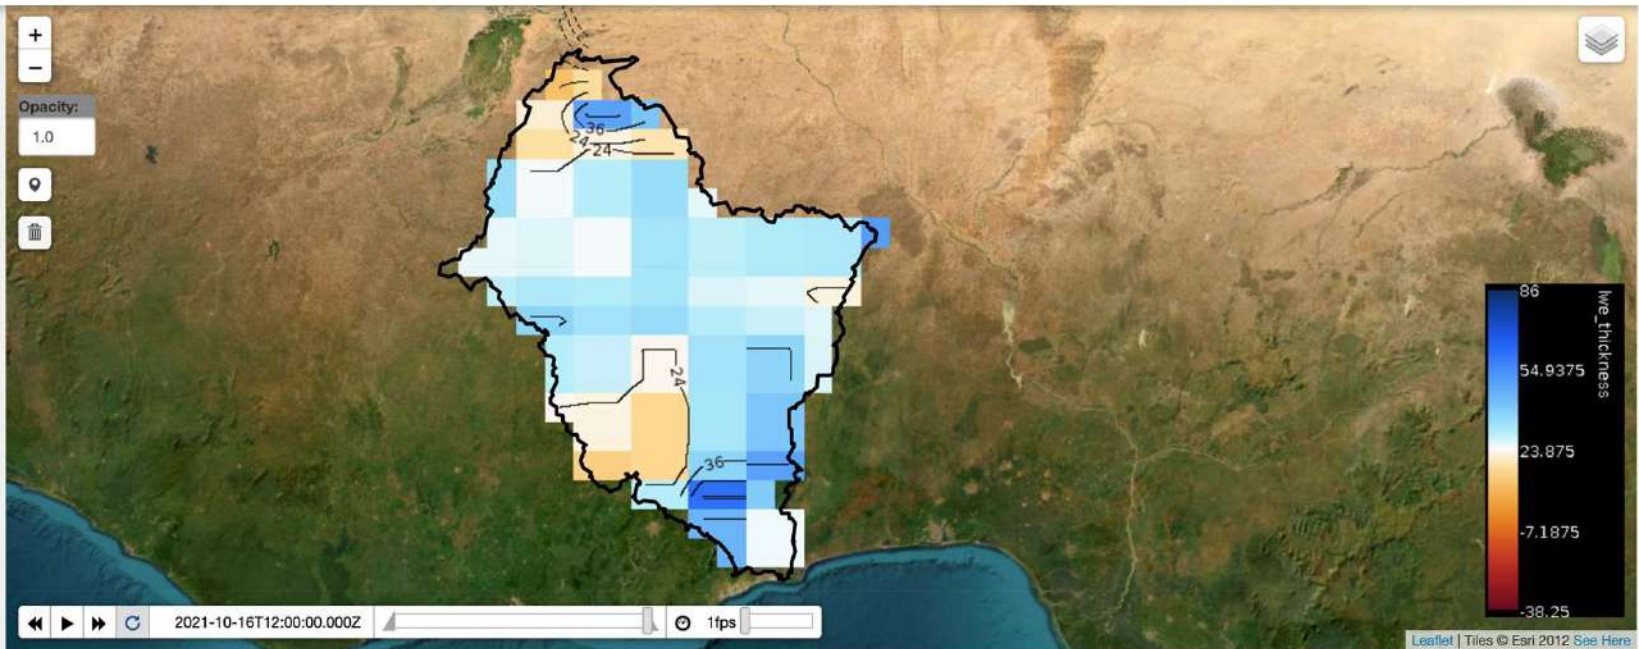 +
−
Opacity:
1.0
36
24
24
24
36
86
lwe_thickness
54.9375
23.875
-7.1875
-38.25
2021-10-16T12:00:00.000Z
1fps
Leaflet | Tiles © Esri 2012 See Here